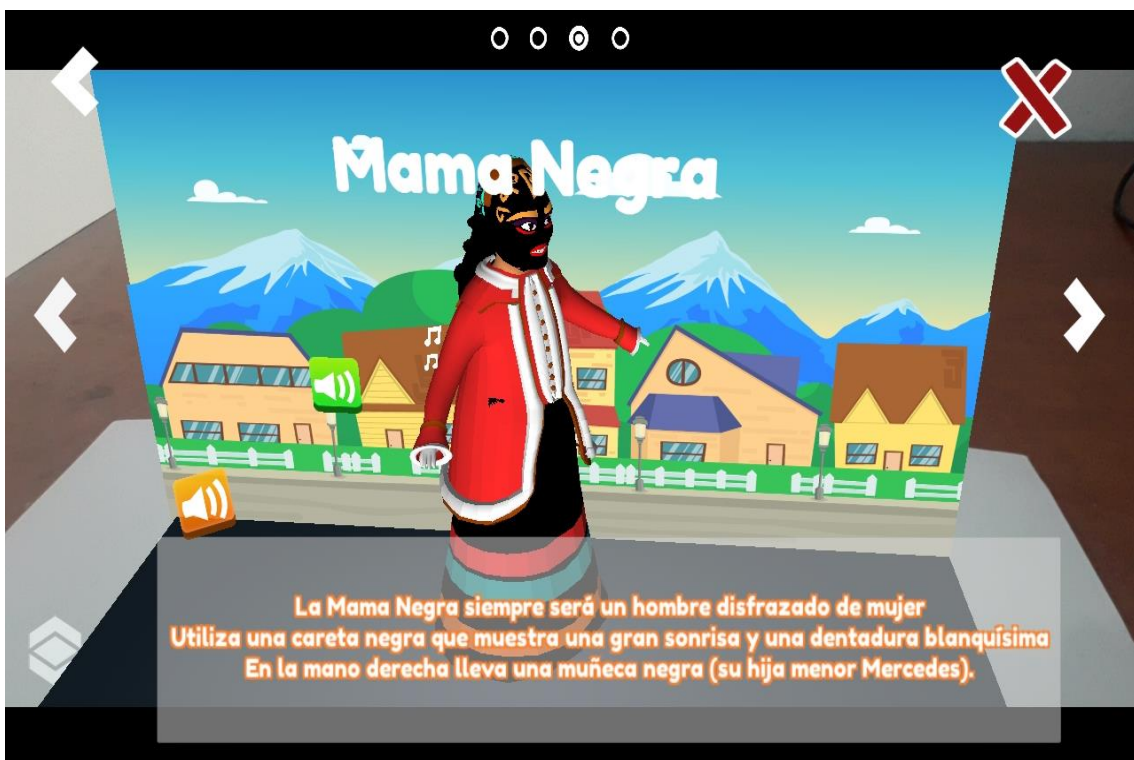 Mama Negra
La Mama Negra siempre será un hombre disfrazado de mujer
Utiliza una careta negra que muestra una gran sonrisa y una dentadura blanquísima
En la mano derecha lleva una muñeca negra (su hija menor Mercedes).